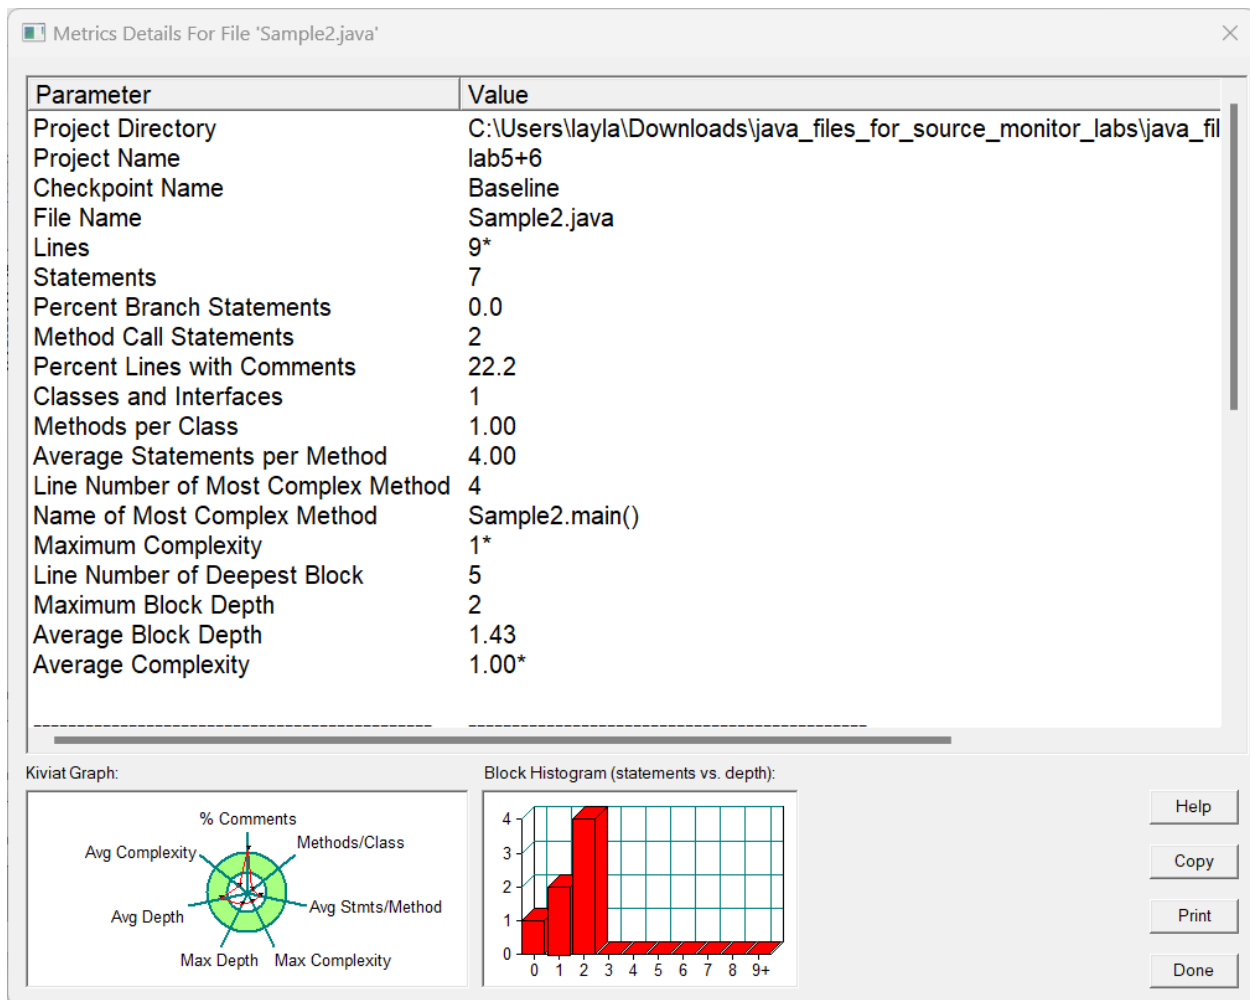 Metrics Details For File 'Sample2.java'
Parameter Value
Project Directory C:\Users\layla\Downloads\java_files_for_source_monitor_labs\java_fil
Project Name lab5+6
Checkpoint Name Baseline
File Name Sample2.java
Lines 9*
Statements 7
Percent Branch Statements 0.0
Method Call Statements 2
Percent Lines with Comments 22.2
Classes and Interfaces 1
Methods per Class 1.00
Average Statements per Method 4.00
Line Number of Most Complex Method 4
Name of Most Complex Method Sample2.main()
Maximum Complexity 1*
Line Number of Deepest Block 5
Maximum Block Depth 2
Average Block Depth 1.43
Average Complexity 1.00*
Kiviat Graph:
% Comments
Methods/Class
Avg Complexity
Avg Stmts/Method
Avg Depth
Max Depth Max Complexity
Block Histogram (statements vs. depth):
4
3
2
1
0
0 1 2 3 4 5 6 7 8 9+
Help
Copy
Print
Done